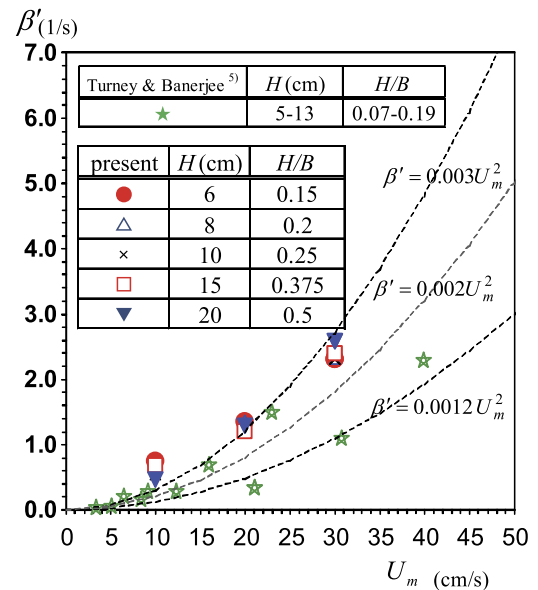 β′(1/s)
7.0
Turney & Banerjee 5) H (cm) H/B
★ 5-13 0.07-0.19
6.0
present H (cm) H/B
● 6 0.15
△ 8 0.2
× 10 0.25
□ 15 0.375
▼ 20 0.5
5.0
4.0
3.0
2.0
1.0
0.0
β′ = 0.003U_m^2
β′ = 0.002U_m^2
β′ = 0.0012U_m^2
0 5 10 15 20 25 30 35 40 45 50
U_m (cm/s)